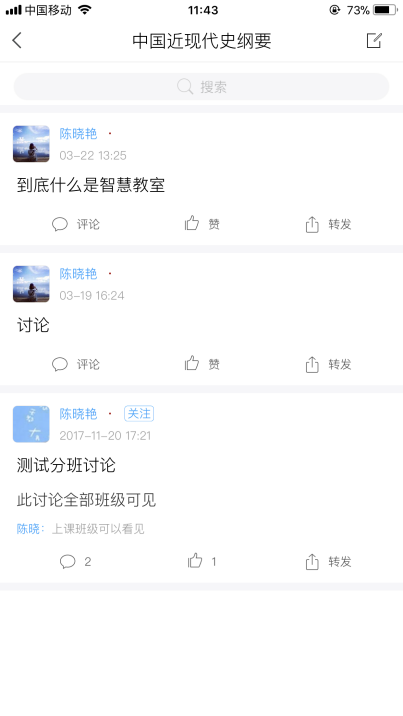 中国移动 11:43 73%
中国近现代史纲要
搜索
陈晓艳
03-22 13:25
到底什么是智慧教室
评论 赞 转发
陈晓艳
03-19 16:24
讨论
评论 赞 转发
陈晓艳 关注
2017-11-20 17:21
测试分班讨论
此讨论全部班级可见
陈晓: 上课班级可以看见
2 1 转发